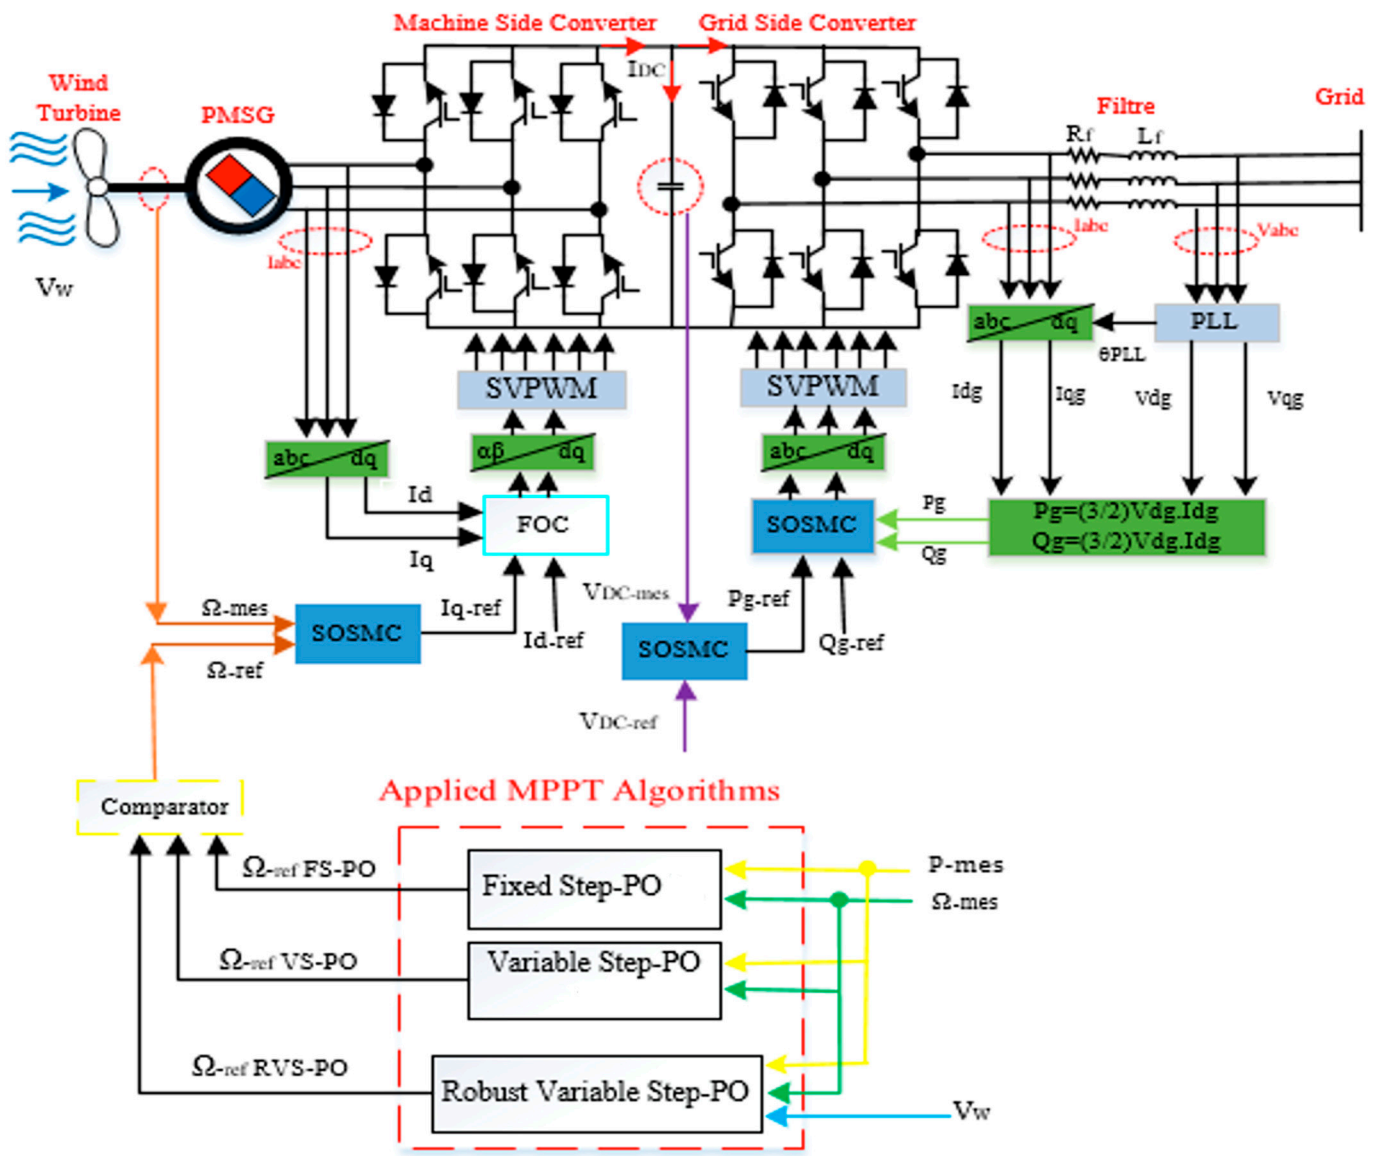 Machine Side Converter
Grid Side Converter
Wind
Turbine
PMSG
IDC
Filtre
Grid
Rf
Lf
Iabc
Iabc
Vabc
Vw
abc dq
PLL
θPLL
SVPWM
SVPWM
Idg
Iqg
Vdg
Vqg
abc dq
αβ dq
abc dq
Id
Iq
FOC
SOSMC
Pg
Qg
Pg=(3/2)Vdg.Idg
Qg=(3/2)Vdg.Idg
Ω-mes
Ω-ref
SOSMC
Iq-ref
Id-ref
VDC-mes
Pg-ref
Qg-ref
SOSMC
VDC-ref
Applied MPPT Algorithms
Comparator
Ω-ref FS-PO
Fixed Step-PO
P-mes
Ω-mes
Ω-ref VS-PO
Variable Step-PO
Ω-ref RVS-PO
Robust Variable Step-PO
Vw